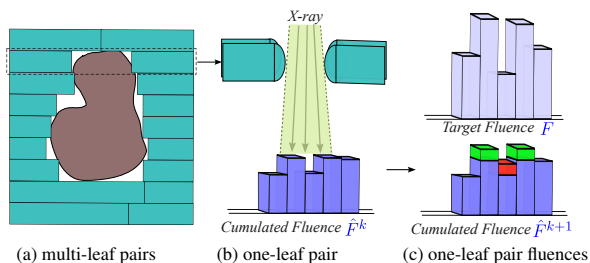 X-ray
Target Fluence F
Cumulated Fluence F̂^k
Cumulated Fluence F̂^{k+1}
(a) multi-leaf pairs
(b) one-leaf pair
(c) one-leaf pair fluences